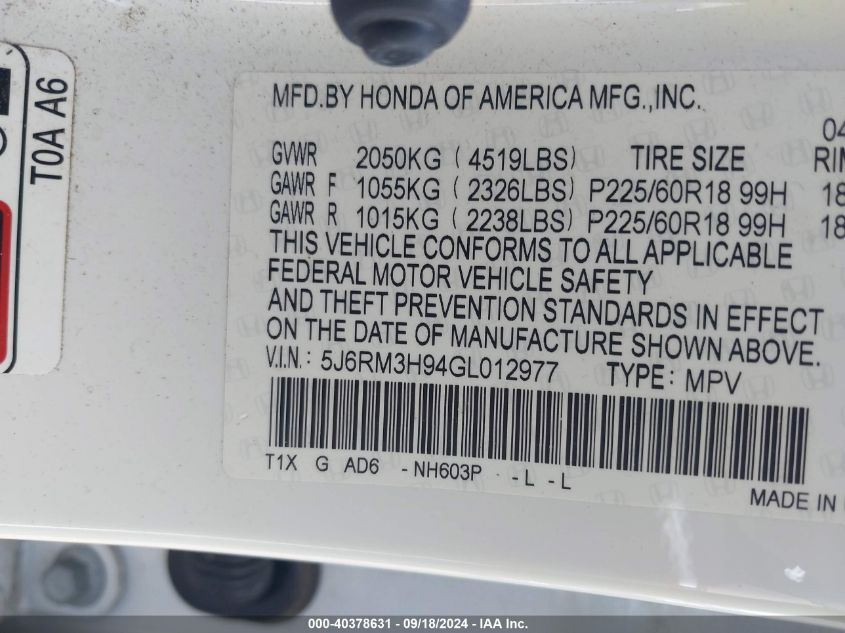 T0A A6
MFD.BY HONDA OF AMERICA MFG.,INC.
04
GVWR 2050KG ( 4519LBS) TIRE SIZE RIM
GAWR F 1055KG ( 2326LBS) P225/60R18 99H 18
GAWR R 1015KG ( 2238LBS) P225/60R18 99H 18
THIS VEHICLE CONFORMS TO ALL APPLICABLE
FEDERAL MOTOR VEHICLE SAFETY
AND THEFT PREVENTION STANDARDS IN EFFECT
ON THE DATE OF MANUFACTURE SHOWN ABOVE.
V.I.N.: 5J6RM3H94GL012977 TYPE: MPV
T1X G AD6 -NH603P -L -L
MADE IN
000-40378631 - 09/18/2024 - IAA Inc.